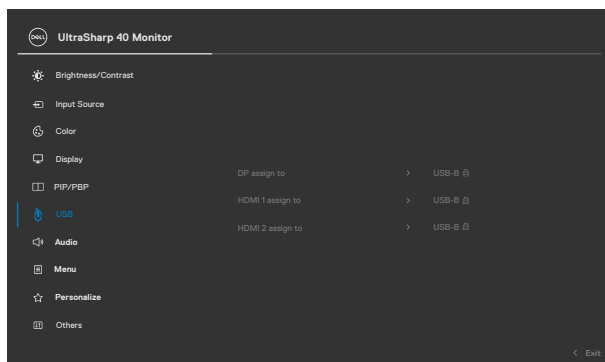 DELL UltraSharp 40 Monitor
Brightness/Contrast
Input Source
Color
Display
DP assign to > USB-B
PIP/PBP
HDMI 1 assign to > USB-B
USB
HDMI 2 assign to > USB-B
Audio
Menu
Personalize
Others
< Exit